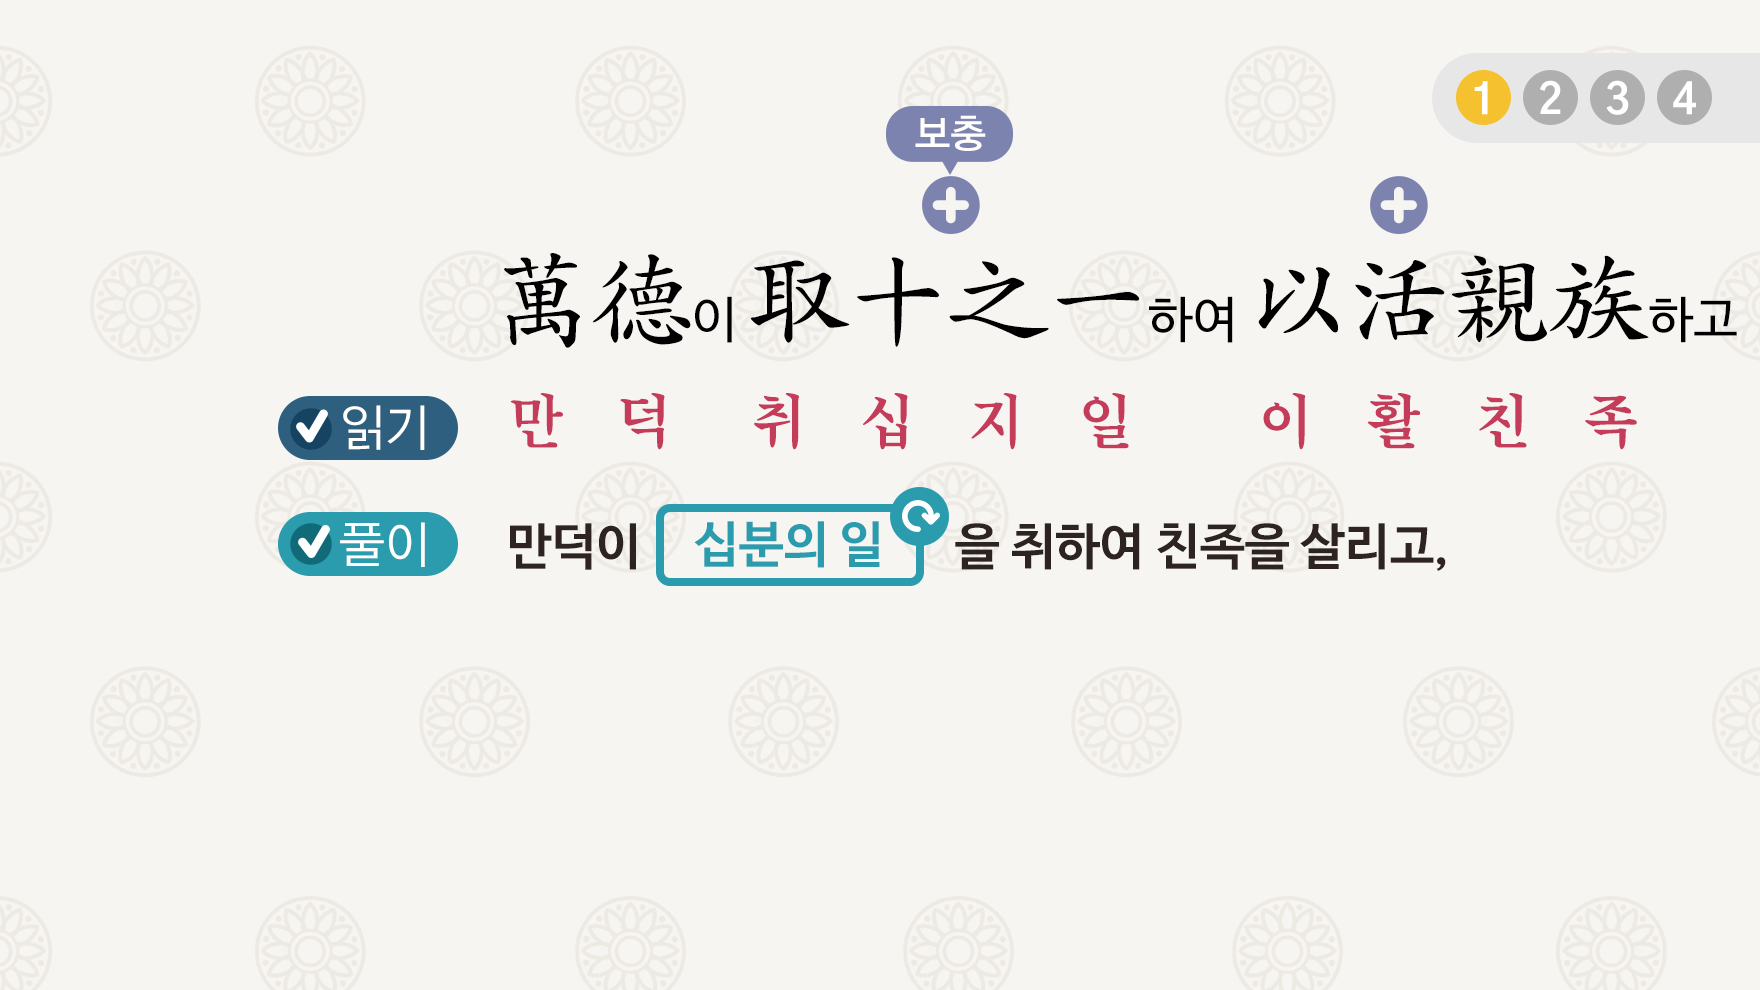 1 2 3 4
보충
萬德이 取十之一하여 以活親族하고
읽기 만 덕 취 십 지 일 이 활 친 족
풀이 만덕이 십분의 일 을 취하여 친족을 살리고,